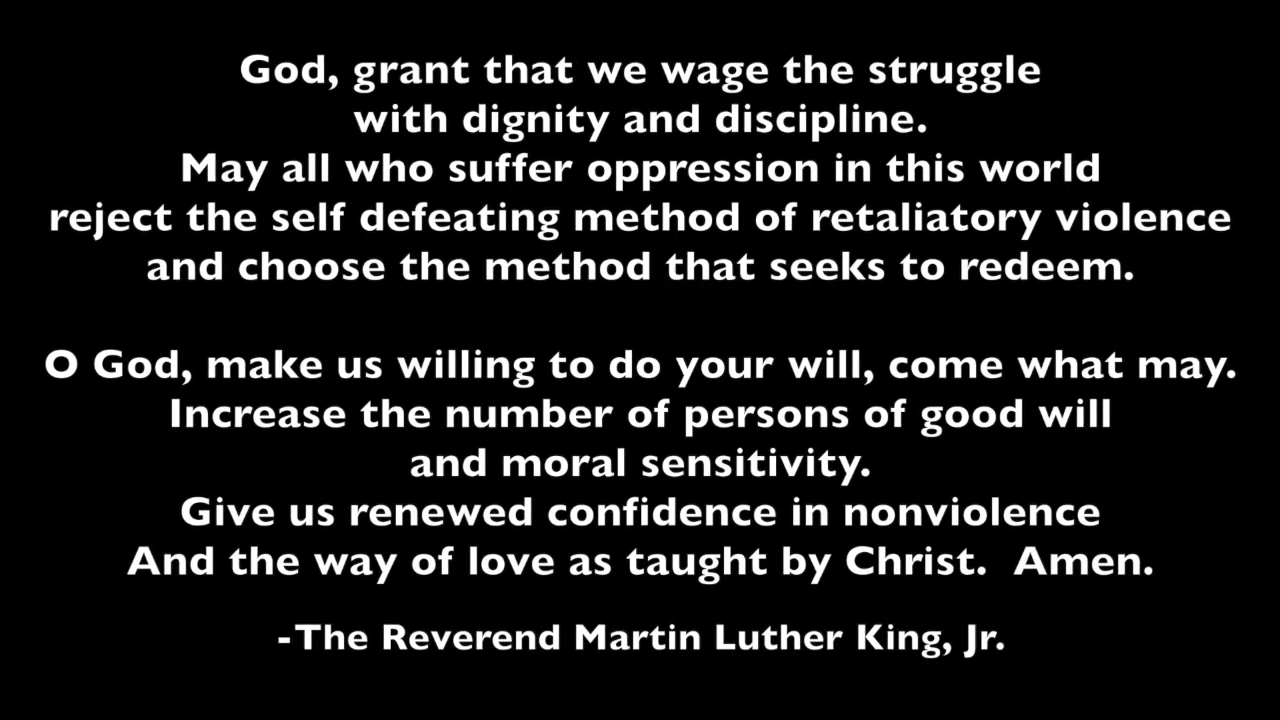 God, grant that we wage the struggle
with dignity and discipline.
May all who suffer oppression in this world
reject the self defeating method of retaliatory violence
and choose the method that seeks to redeem.
O God, make us willing to do your will, come what may.
Increase the number of persons of good will
and moral sensitivity.
Give us renewed confidence in nonviolence
And the way of love as taught by Christ.  Amen.
-The Reverend Martin Luther King, Jr.